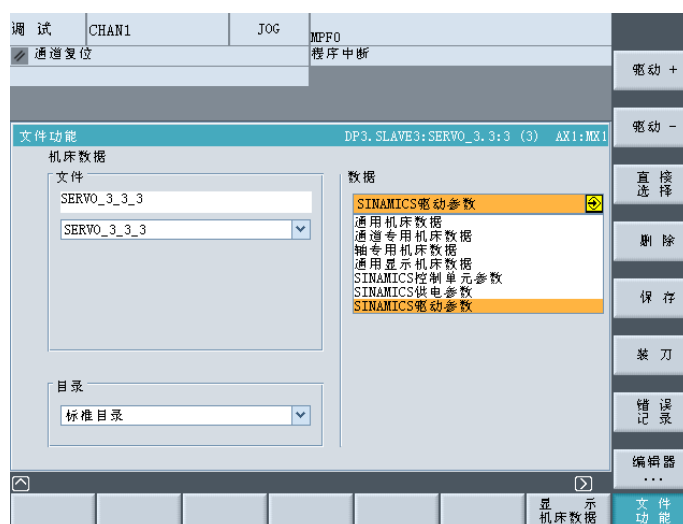 调 试
CHAN1
JOG
MPF0
通道复位
程序中断
驱动 +
驱动 -
直 接
选 择
删 除
保 存
装 刀
错 误
记 录
编辑器
...
文件功能
DP3.SLAVE3:SERVO_3.3:3 (3) AX1:MX1
机床数据
文件
SERVO_3_3_3
SERVO_3_3_3
目录
标准目录
数据
SINAMICS驱动参数
通用机床数据
通道专用机床数据
轴专用机床数据
通用显示机床数据
SINAMICS控制单元参数
SINAMICS供电参数
SINAMICS驱动参数
显 示
机床数据
文 件
功 能